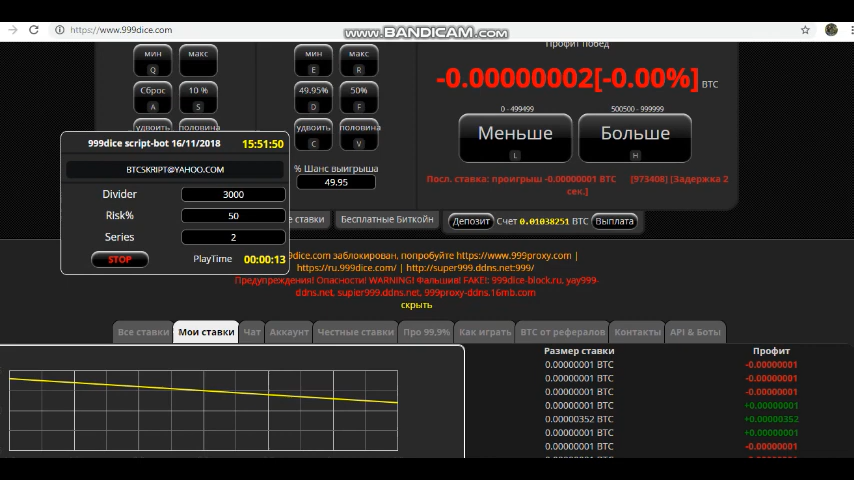 https://www.999dice.com
www.BANDICAM.com
Профит побед
мин
Q
макс
мин
E
макс
R
-0.00000002[-0.00%] BTC
Сброс
A
10 %
S
49.95%
D
50%
F
0 - 499499
500500 - 999999
Меньше
L
Больше
H
удвоить
половина
удвоить
C
половина
V
999dice script-bot 16/11/2018 15:51:50
BTCSKRIPT@YAHOO.COM
Divider 3000
Risk% 50
Series 2
STOP PlayTime 00:00:13
% Шанс выигрыша
49.95
Посл. ставка: проигрыш -0.00000001 BTC [973408] [Задержка 2
сек.]
е ставки
Бесплатные Биткойн
Депозит Счет 0.01038251 BTC Выплата
dice.com заблокирован, попробуйте https://www.999proxy.com |
https://ru.999dice.com/ | http://super999.ddns.net:999/
Предупреждения! Опасности! WARNING! Фальшив! FAKE!: 999dice-block.ru, yay999-
ddns.net, supier999.ddns.net, 999proxy-ddns.16mb.com
скрыть
Все ставки
Мои ставки
Чат
Аккаунт
Честные ставки
Про 99,9%
Как играть
BTC от рефералов
Контакты
API & Боты
Размер ставки Профит
0.00000001 BTC -0.00000001
0.00000001 BTC -0.00000001
0.00000001 BTC -0.00000001
0.00000001 BTC +0.00000001
0.00000352 BTC +0.00000352
0.00000001 BTC +0.00000001
0.00000001 BTC -0.00000001